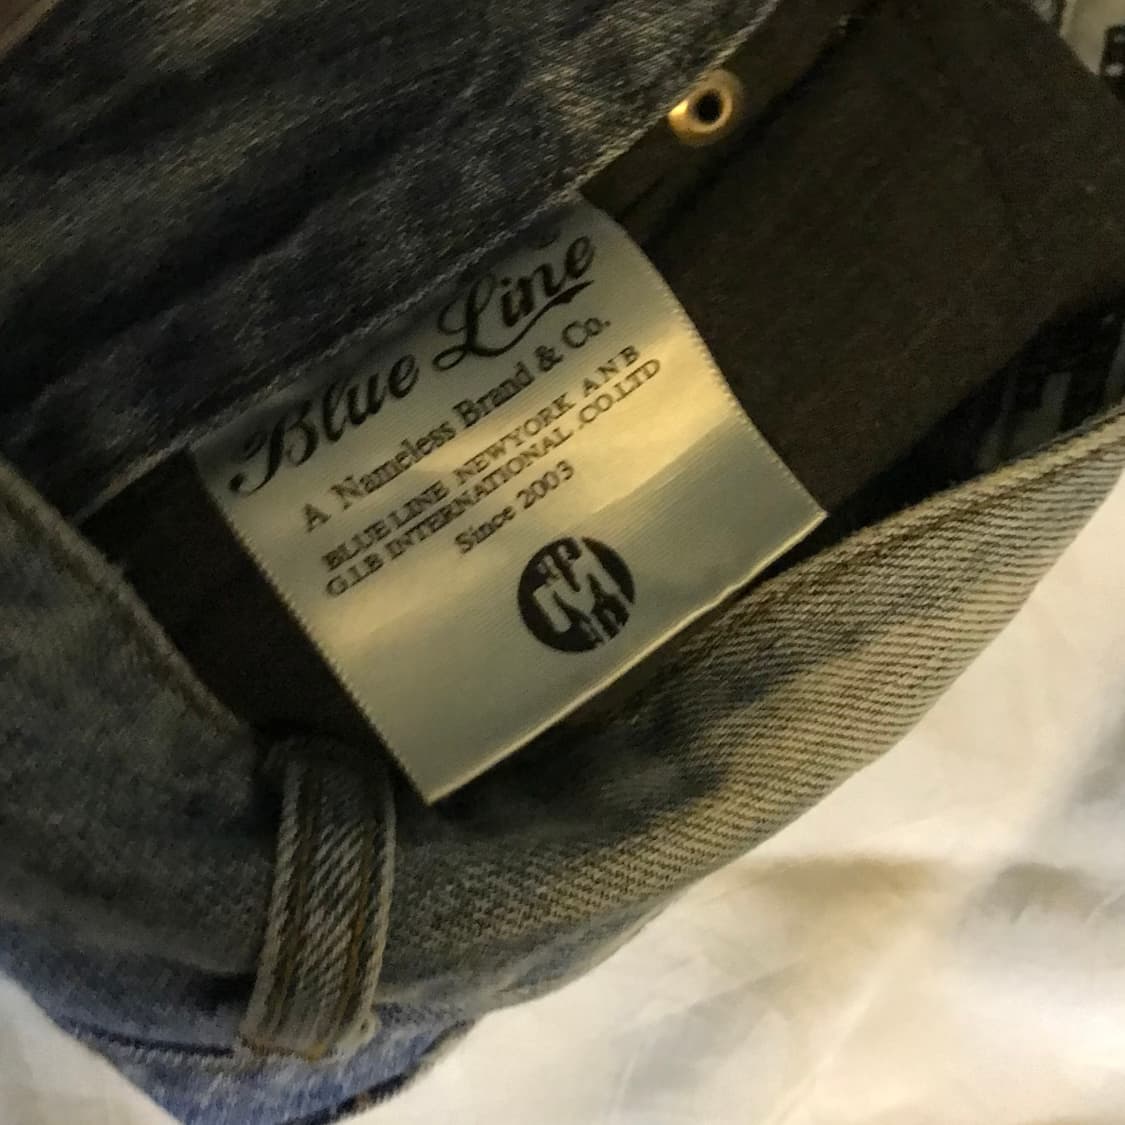 Blue Line
A Nameless Brand & Co.
BLUE LINE NEWYORK ANB
G.I.B INTERNATIONAL .CO.LTD
Since 2003